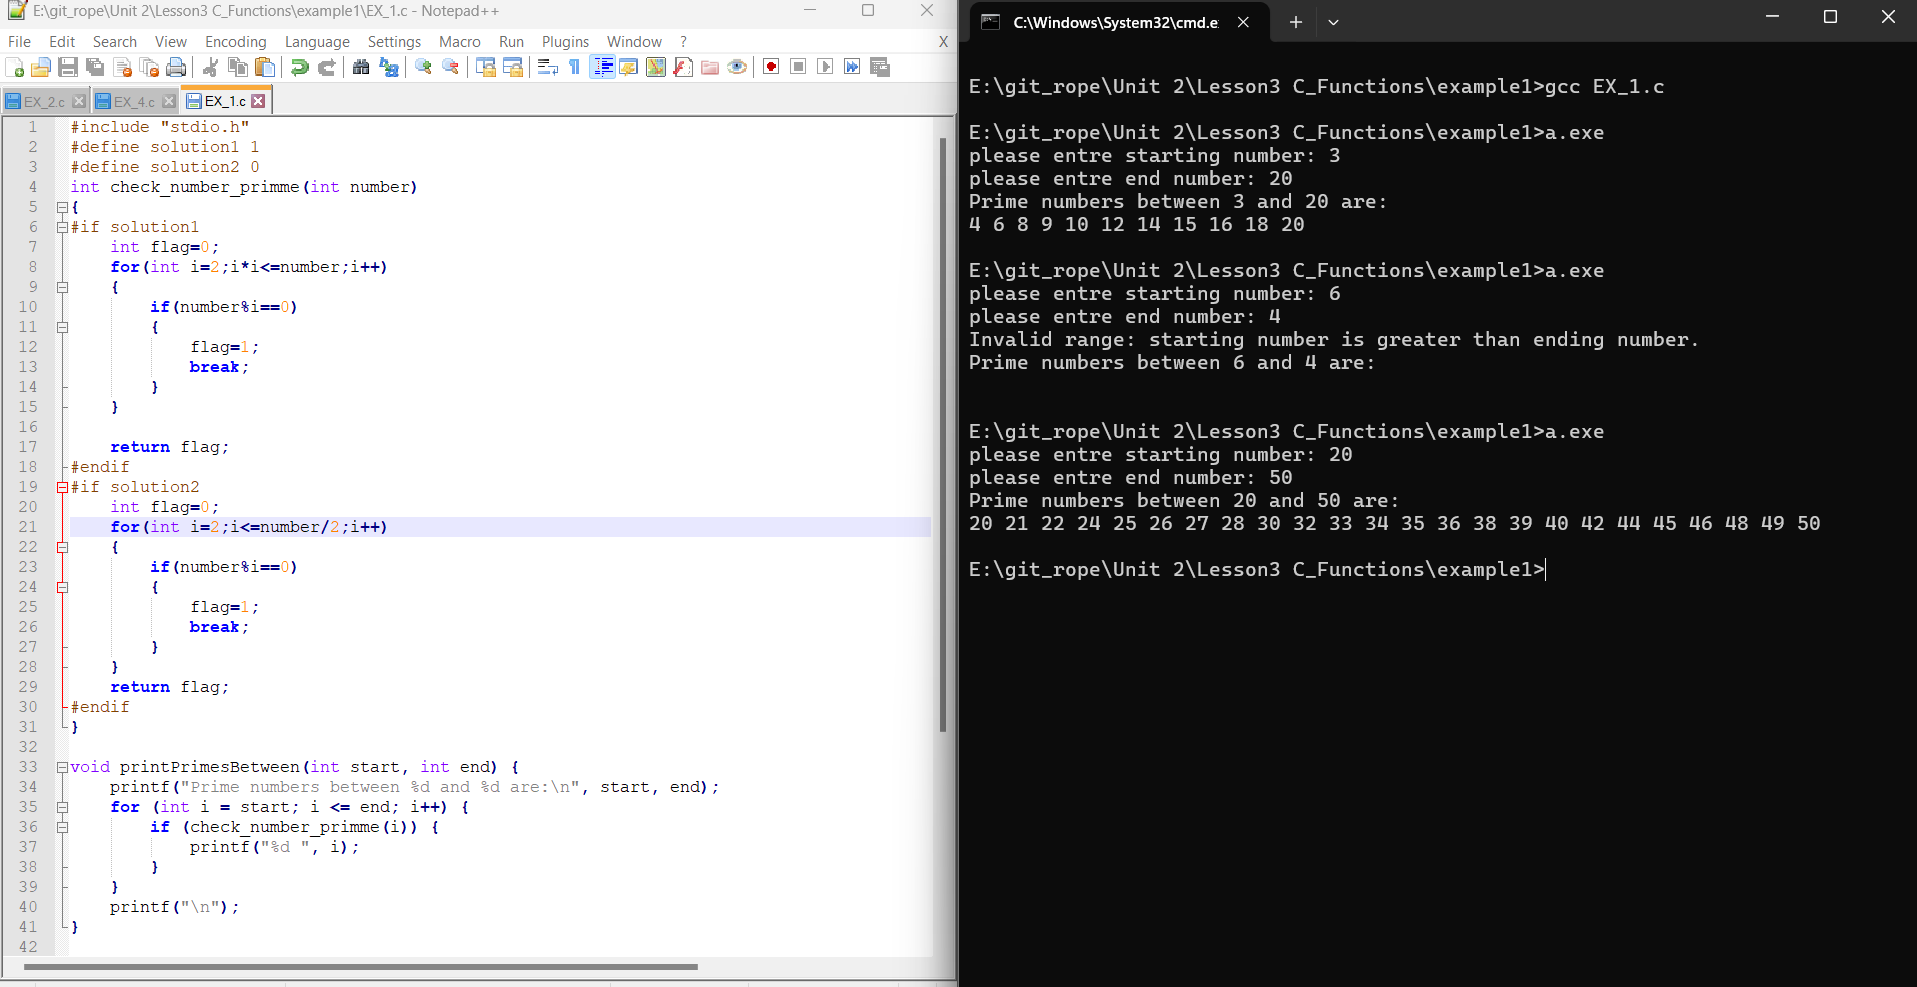 E:\git_rope\Unit 2\Lesson3 C_Functions\example1\EX_1.c - Notepad++
File Edit Search View Encoding Language Settings Macro Run Plugins Window ? X
EX_2.c EX_4.c EX_1.c
1 #include "stdio.h"
2 #define solution1 1
3 #define solution2 0
4 int check_number_primme(int number)
5 {
6 #if solution1
7 int flag=0;
8 for(int i=2;i*i<=number;i++)
9 {
10 if(number%i==0)
11 {
12 flag=1;
13 break;
14 }
15 }
16
17 return flag;
18 #endif
19 #if solution2
20 int flag=0;
21 for(int i=2;i<=number/2;i++)
22 {
23 if(number%i==0)
24 {
25 flag=1;
26 break;
27 }
28 }
29 return flag;
30 #endif
31 }
32
33 void printPrimesBetween(int start, int end) {
34 printf("Prime numbers between %d and %d are:\n", start, end);
35 for (int i = start; i <= end; i++) {
36 if (check_number_primme(i)) {
37 printf("%d ", i);
38 }
39 }
40 printf("\n");
41 }
42
C:\Windows\System32\cmd.e
E:\git_rope\Unit 2\Lesson3 C_Functions\example1>gcc EX_1.c
E:\git_rope\Unit 2\Lesson3 C_Functions\example1>a.exe
please entre starting number: 3
please entre end number: 20
Prime numbers between 3 and 20 are:
4 6 8 9 10 12 14 15 16 18 20
E:\git_rope\Unit 2\Lesson3 C_Functions\example1>a.exe
please entre starting number: 6
please entre end number: 4
Invalid range: starting number is greater than ending number.
Prime numbers between 6 and 4 are:
E:\git_rope\Unit 2\Lesson3 C_Functions\example1>a.exe
please entre starting number: 20
please entre end number: 50
Prime numbers between 20 and 50 are:
20 21 22 24 25 26 27 28 30 32 33 34 35 36 38 39 40 42 44 45 46 48 49 50
E:\git_rope\Unit 2\Lesson3 C_Functions\example1>